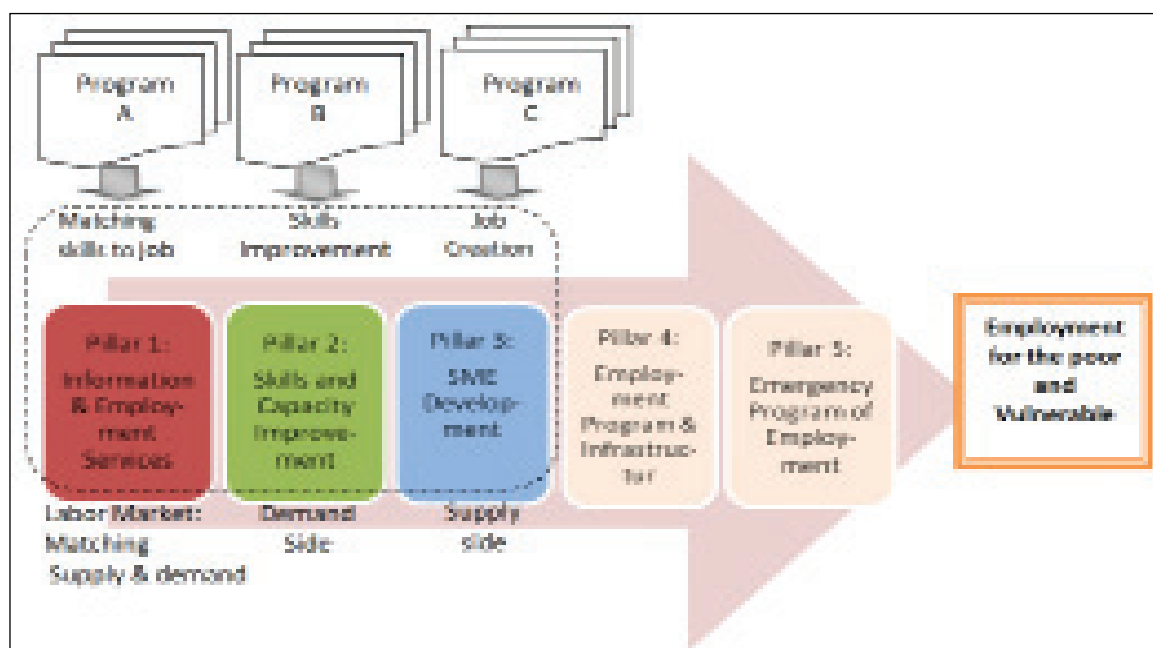 Program
A
Program
B
Program
C
Matching
skills to job
Skills
Improvement
Job
Creation
Pillar 1:
Information
& Employ-
ment
Services
Pillar 2:
Skills and
Capacity
Improve-
ment
Pillar 3:
SME
Develop-
ment
Pillar 4:
Employ-
ment
Program &
Infrastruc-
tur
Pillar 5:
Emergency
Program of
Employ-
ment
Employment
for the poor
and
Vulnerable
Labor Market:
Matching
Supply & demand
Demand
Side
Supply
side